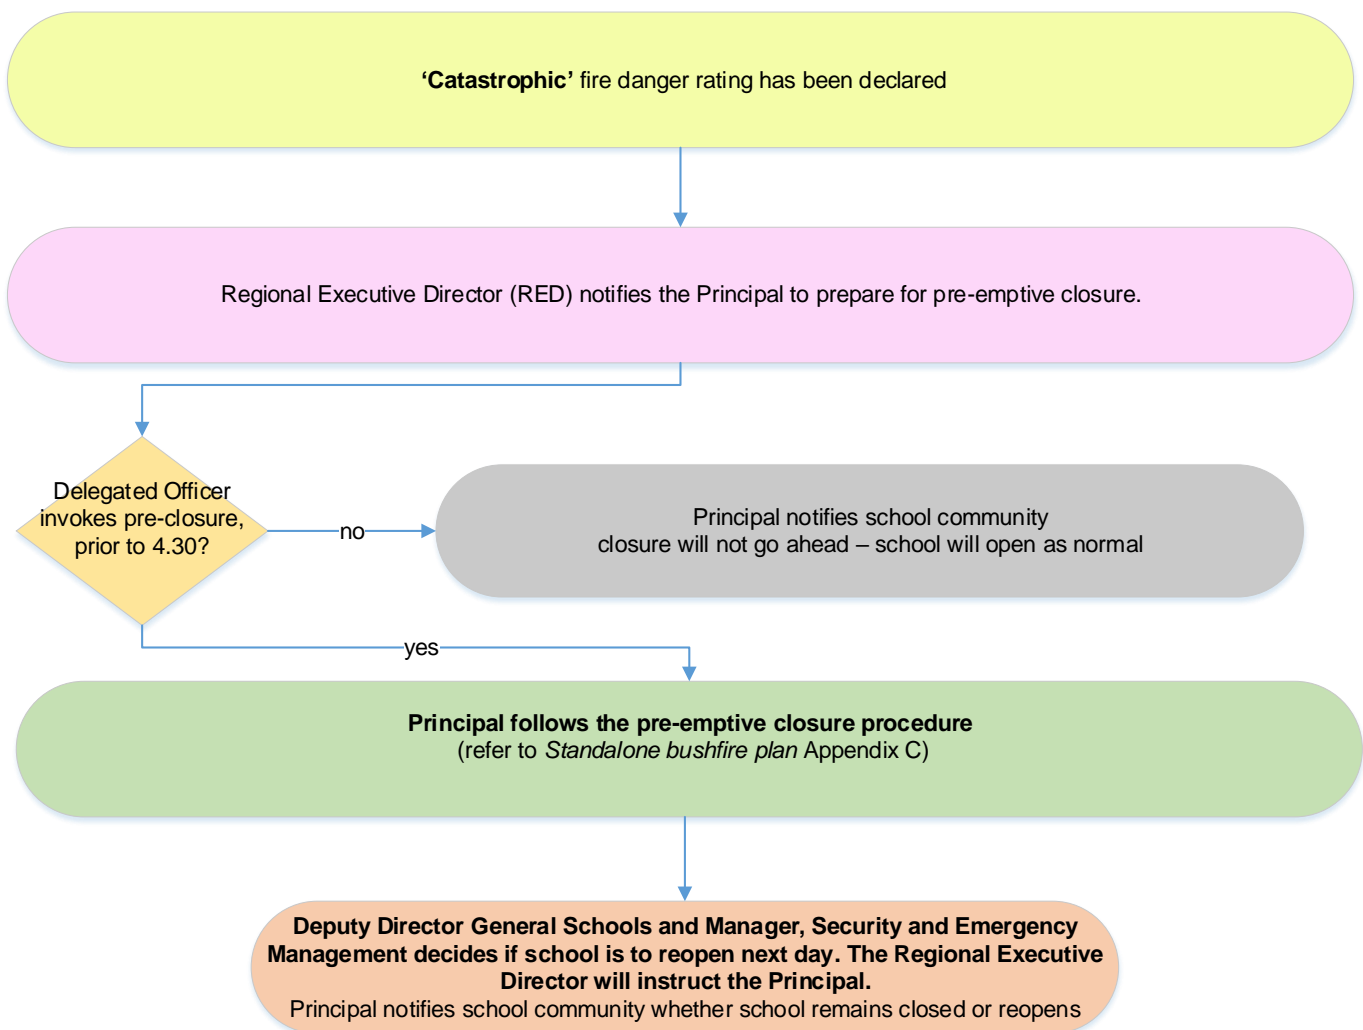 ‘Catastrophic’ fire danger rating has been declared
Regional Executive Director (RED) notifies the Principal to prepare for pre-emptive closure.
Delegated Officer
invokes pre-closure,
prior to 4.30?
no
Principal notifies school community
closure will not go ahead – school will open as normal
yes
Principal follows the pre-emptive closure procedure
(refer to Standalone bushfire plan Appendix C)
Deputy Director General Schools and Manager, Security and Emergency
Management decides if school is to reopen next day. The Regional Executive
Director will instruct the Principal.
Principal notifies school community whether school remains closed or reopens